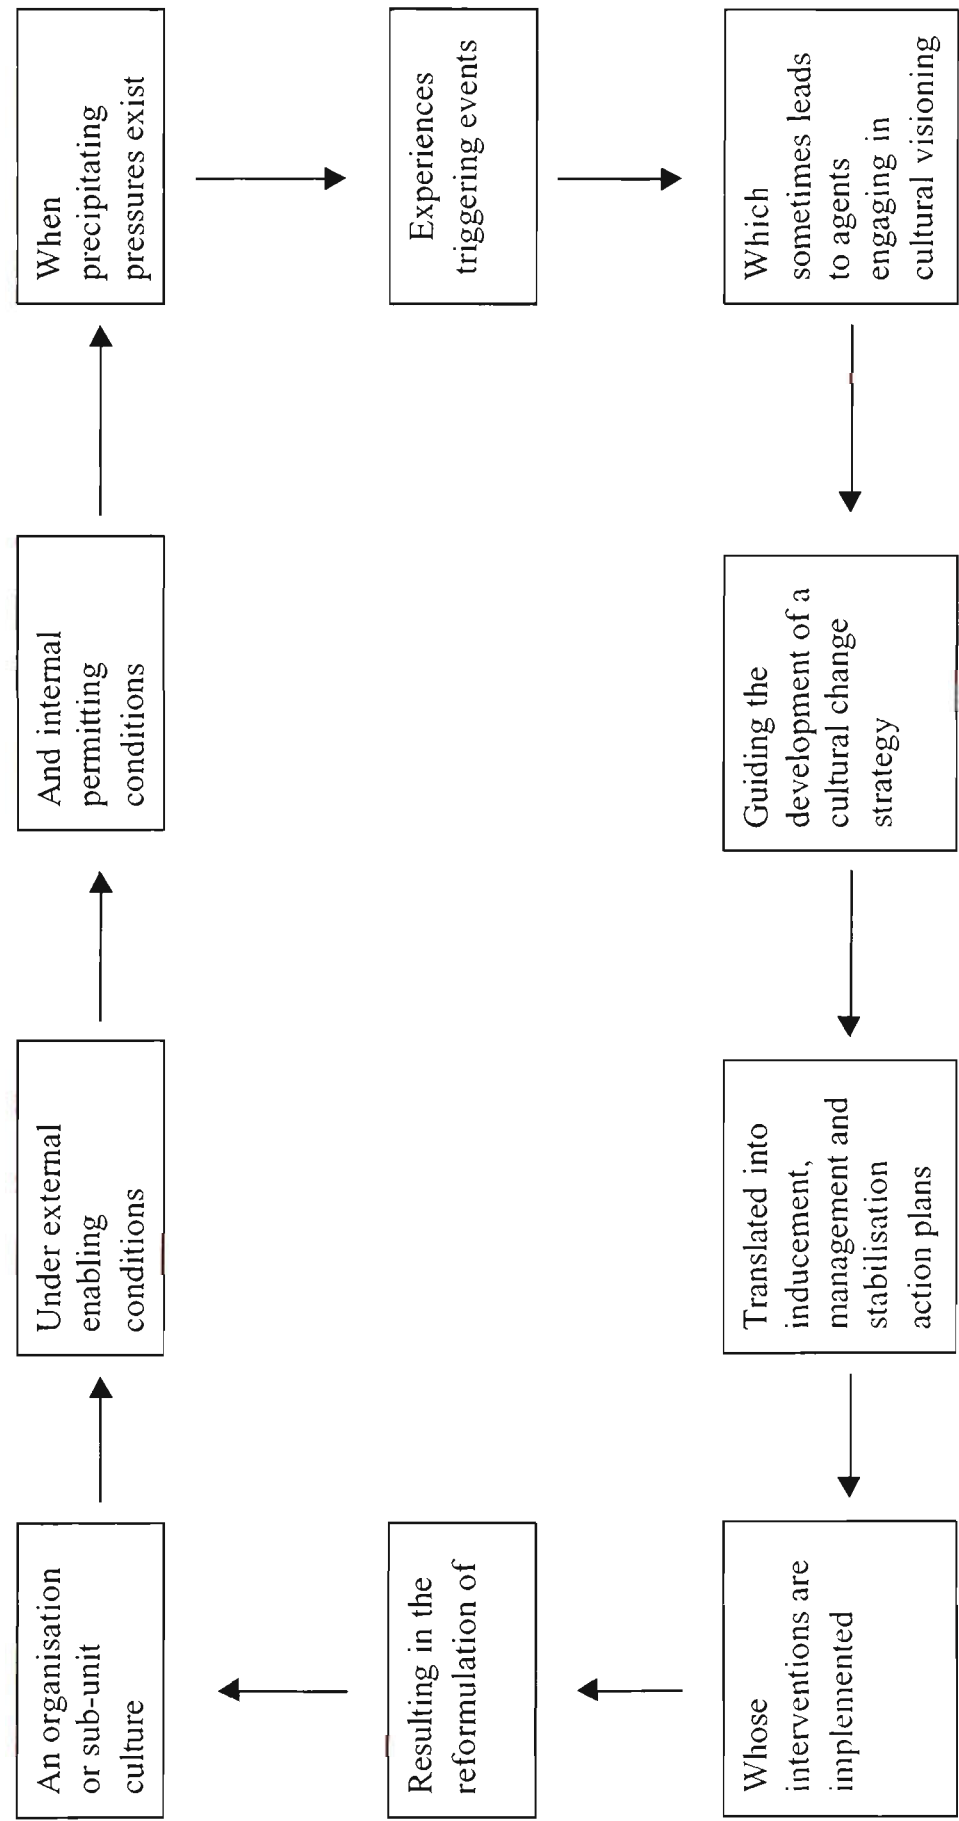 An organisation
or sub-unit
culture
Under external
enabling
conditions
And internal
permitting
conditions
When
precipitating
pressures exist
Experiences
triggering events
Which
sometimes leads
to agents
engaging in
cultural visioning
Guiding the
development of a
cultural change
strategy
Translated into
inducement,
management and
stabilisation
action plans
Whose
interventions are
implemented
Resulting in the
reformulation of